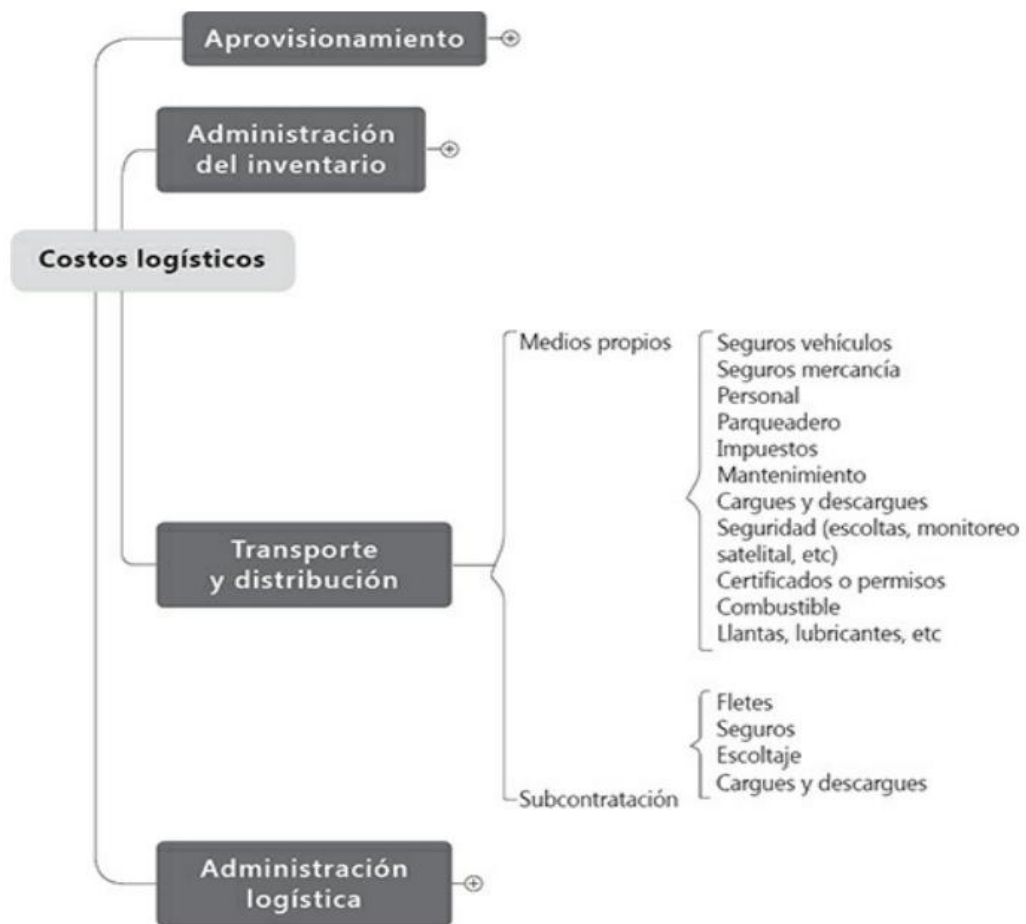 Aprovisionamiento
Administración
del inventario
Costos logísticos
Medios propios
Seguros vehículos
Seguros mercancía
Personal
Parqueadero
Impuestos
Mantenimiento
Cargues y descargues
Seguridad (escoltas, monitoreo
satelital, etc)
Certificados o permisos
Combustible
Llantas, lubricantes, etc
Transporte
y distribución
Fletes
Seguros
Escoltaje
Cargues y descargues
Subcontratación
Administración
logística